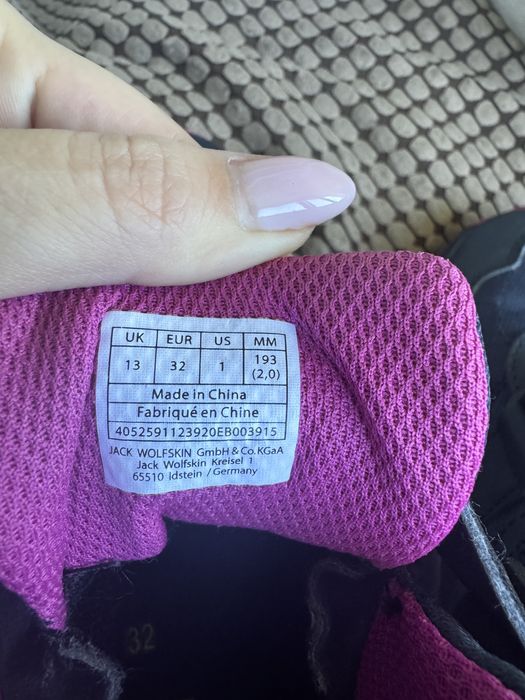 UK EUR US MM
13 32 1 193 (2,0)
Made in China
Fabriqué en Chine
4052591123920EB003915
JACK WOLFSKIN GmbH & Co.KGaA
Jack Wolfskin Kreisel 1
65510 Idstein / Germany
32